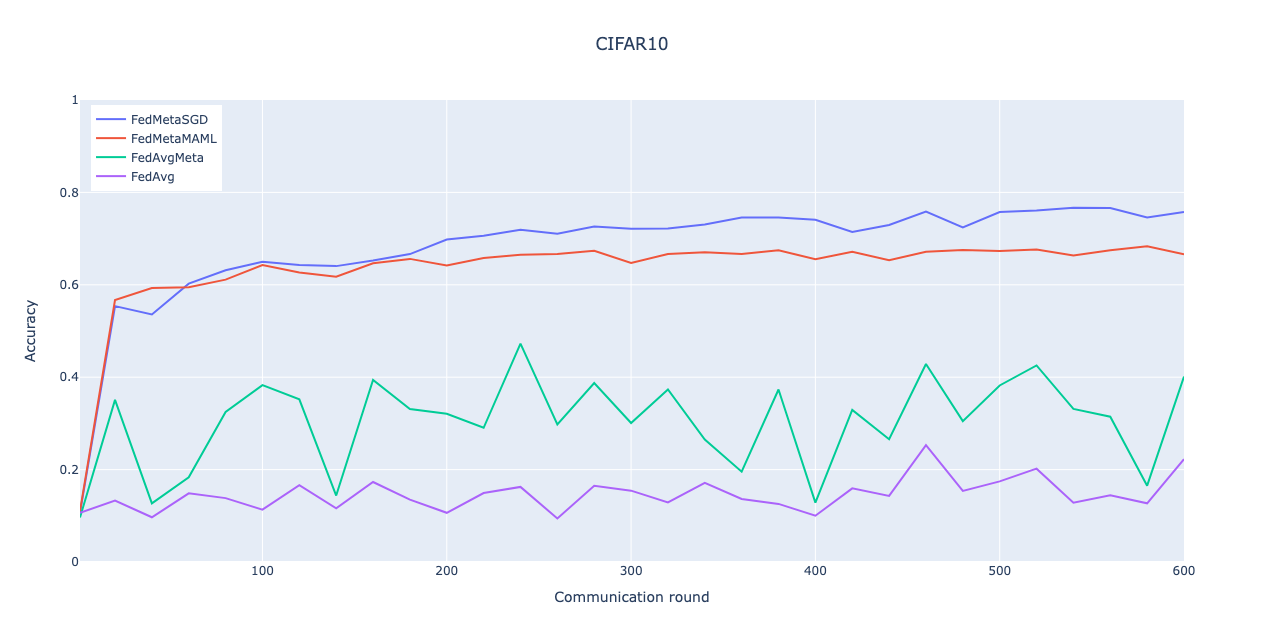 CIFAR10
FedMetaSGD
FedMetaMAML
FedAvgMeta
FedAvg
1
0.8
0.6
0.4
0.2
0
Accuracy
100 200 300 400 500 600
Communication round